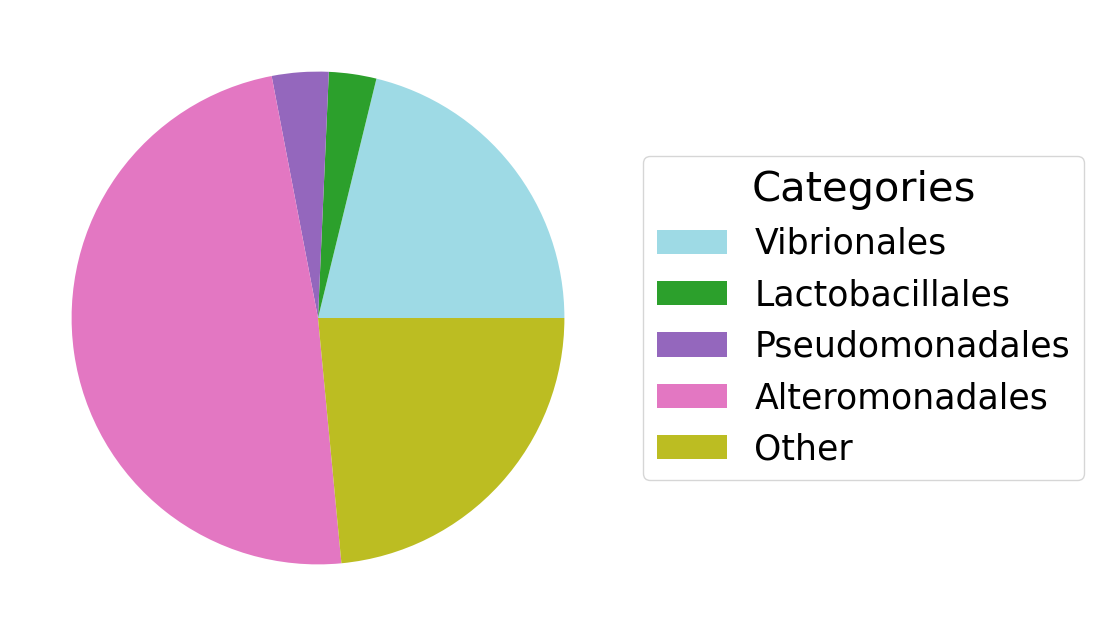 Categories
Vibrionales
Lactobacillales
Pseudomonadales
Alteromonadales
Other